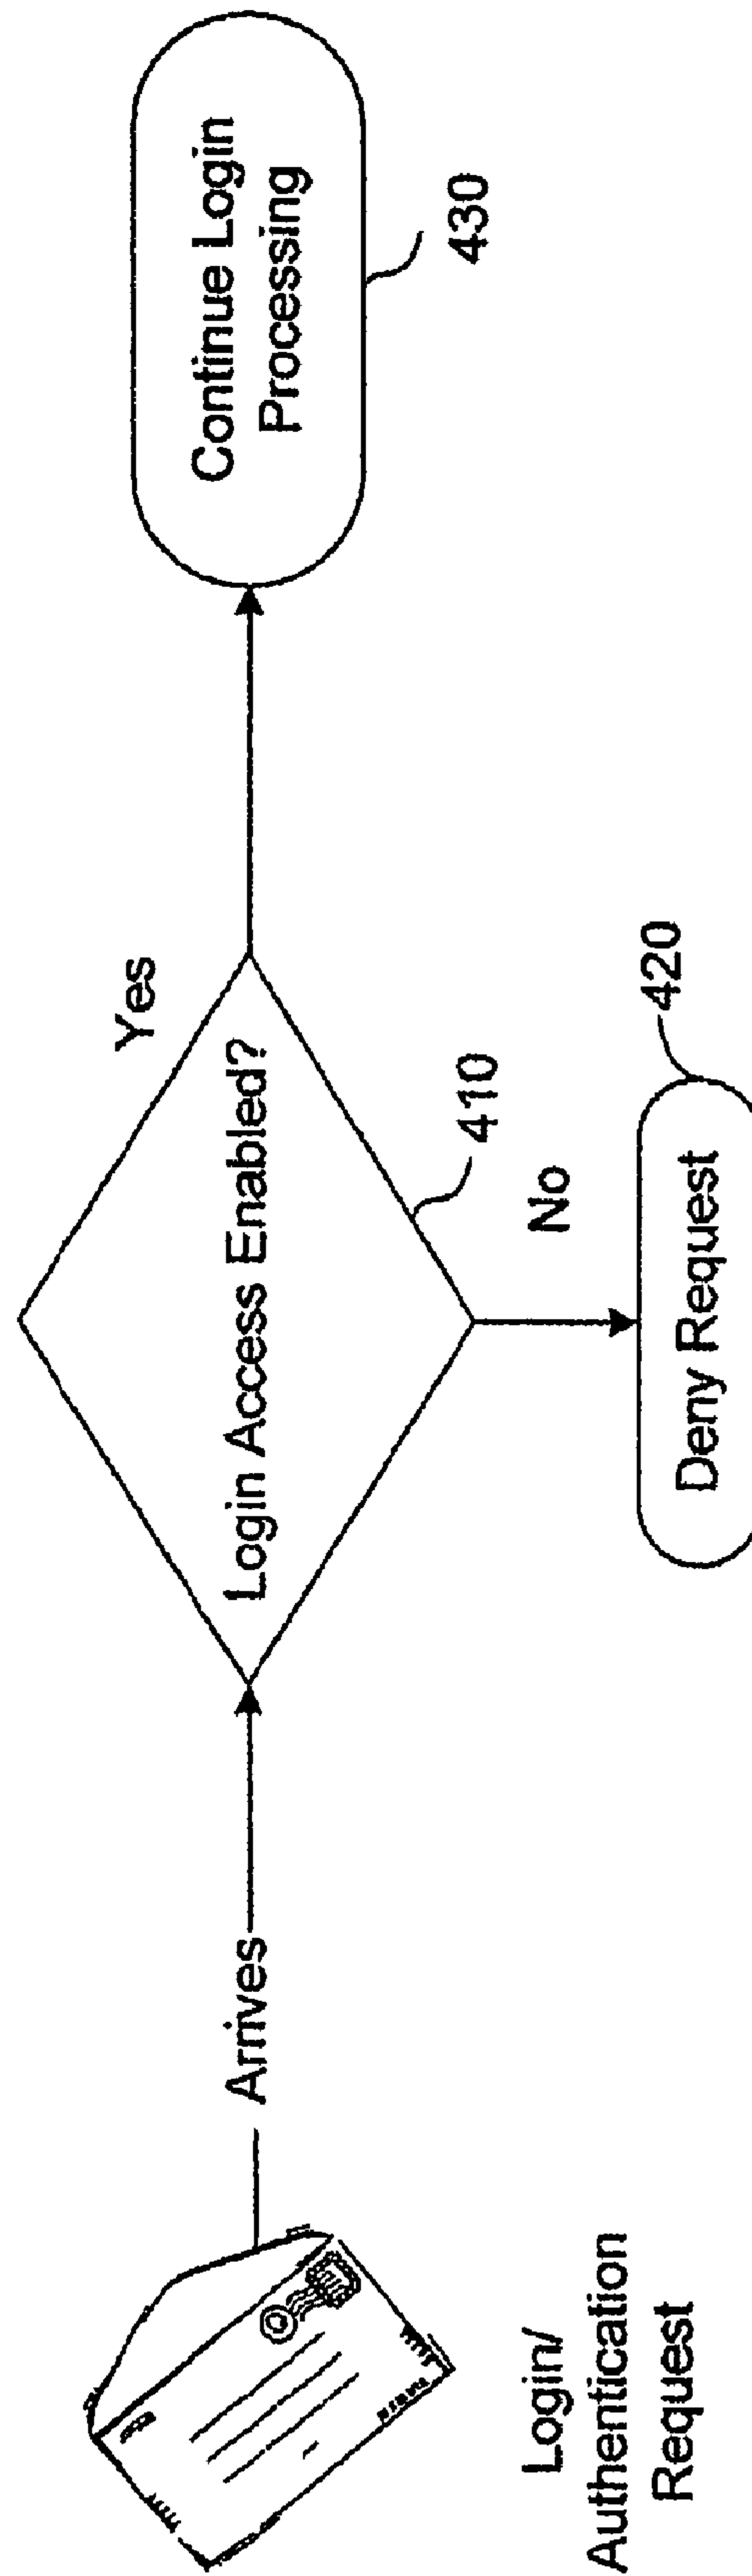 Login/
Authentication
Request
Arrives
Login Access Enabled?
410
Yes
No
Deny Request
420
Continue Login
Processing
430